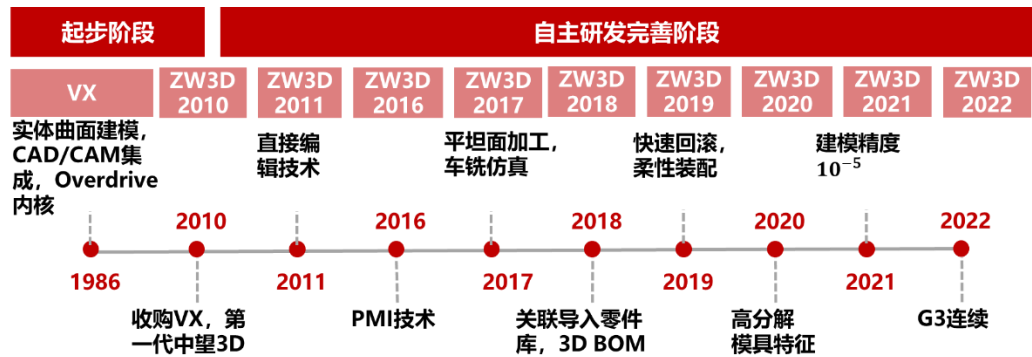 起步阶段
自主研发完善阶段
VX
ZW3D
2010
ZW3D
2011
ZW3D
2016
ZW3D
2017
ZW3D
2018
ZW3D
2019
ZW3D
2020
ZW3D
2021
ZW3D
2022
实体曲面建模，
CAD/CAM集
成，Overdrive
内核
直接编
辑技术
平坦面加工，
车铣仿真
快速回滚，
柔性装配
建模精度
10⁻⁵
2010
2016
2018
2020
2022
1986
2011
2017
2019
2021
收购VX，第
一代中望3D
PMI技术
关联导入零件
库，3D BOM
高分解
模具特征
G3连续